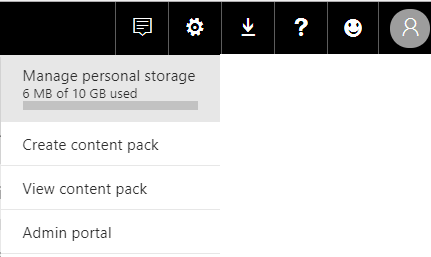 Manage personal storage
6 MB of 10 GB used
Create content pack
View content pack
Admin portal